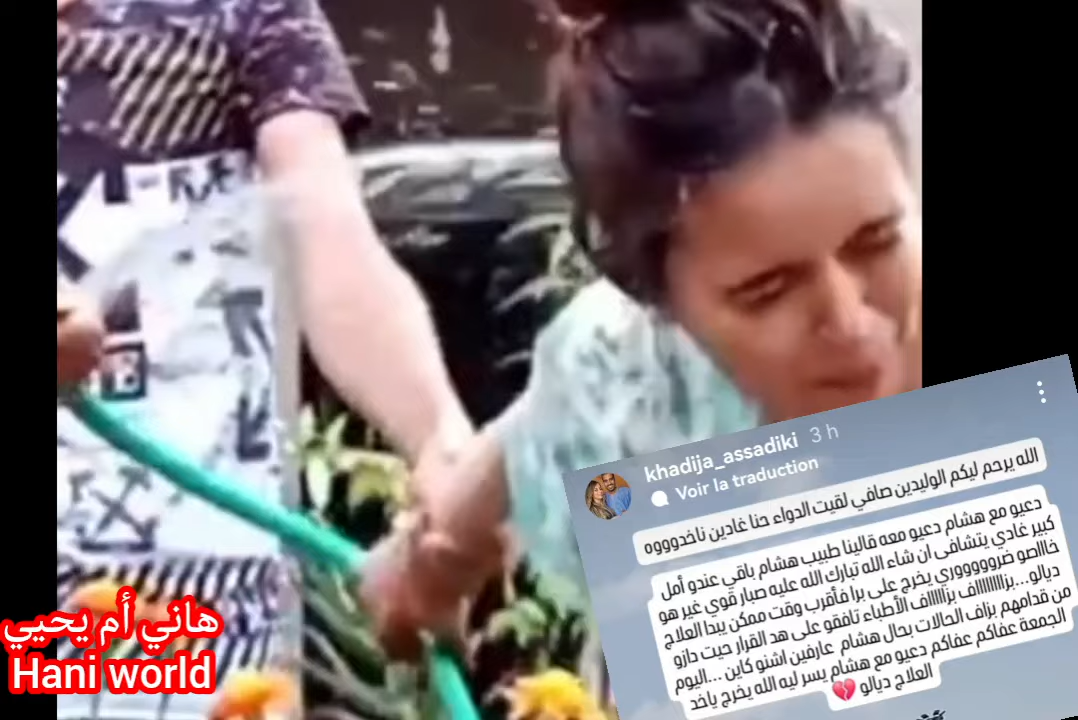 khadija_assadiki 3 h
Voir la traduction
الله يرحم ليكم الوليدين صافي لقيت الدواء حنا غادين ناخدوووه
دعيو مع هشام دعيو معه قالينا طبيب هشام باقي عندو أمل
كبير غادي يتشافى ان شاء الله تبارك الله عليه صبار قوي غير هو
خاااصو ضروووووري يخرج على برا فأقرب وقت ممكن يبدا العلاج
ديالو...بزااااااااف بزاااااف الأطباء تافقو على هد القرار حيت دازو
من قدامهم بزاف الحالات بحال هشام عارفين اشنو كاين ...اليوم
الجمعة عفاكم عفاكم دعيو مع هشام يسر ليه الله يخرج ياخد
العلاج ديالو 💔
هاني أم يحيي
Hani world